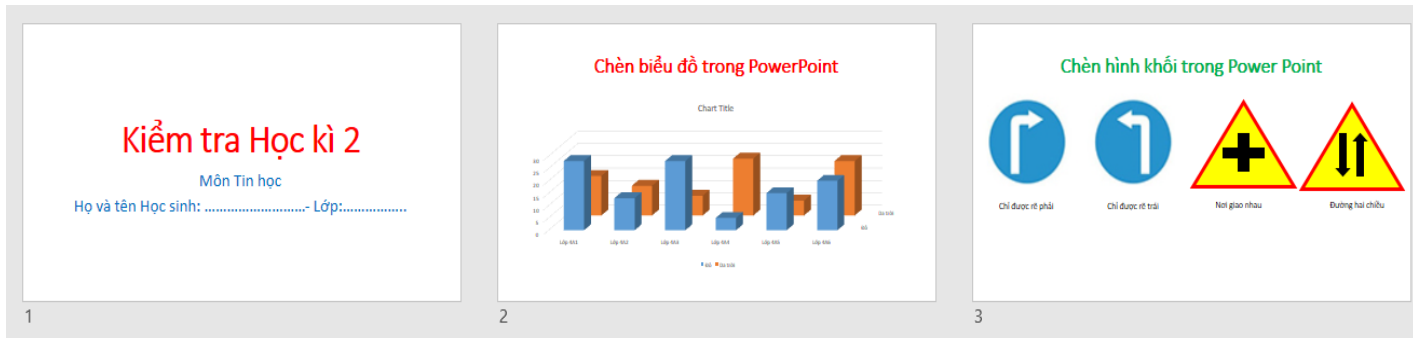 Kiểm tra Học kì 2
Môn Tin học
Họ và tên Học sinh: ...........................- Lớp:.................
1
Chèn biểu đồ trong PowerPoint
Chart Title
30
25
20
15
10
5
0
Lớp 4A1 Lớp 4A2 Lớp 4A3 Lớp 4A4 Lớp 4A5 Lớp 4A6
2
Chèn hình khối trong Power Point
Chỉ được rẽ phải Chỉ được rẽ trái Nơi giao nhau Đường hai chiều
3